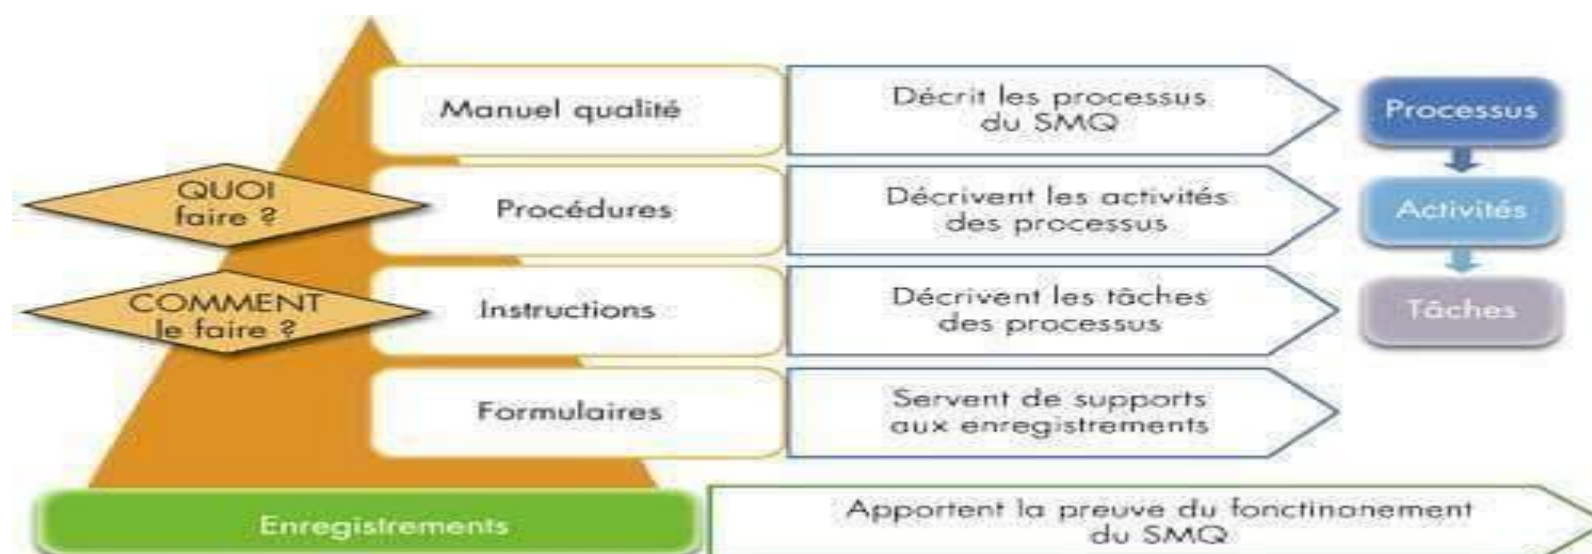 Manuel qualité
Décrit les processus
du SMQ
Processus
QUOI
faire ?
Procédures
Décrivent les activités
des processus
Activités
COMMENT
le faire ?
Instructions
Décrivent les tâches
des processus
Tâches
Formulaires
Servent de supports
aux enregistrements
Enregistrements
Apportent la preuve du fonctinonement
du SMQ